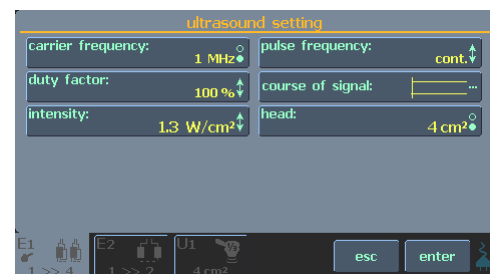 ultrasound setting
carrier frequency:
1 MHz
pulse frequency:
cont.
duty factor:
100 %
course of signal:
...
intensity:
1.3 W/cm²
head:
4 cm²
E1
1 >> 4
E2
1 >> 2
U1
4 cm²
esc
enter